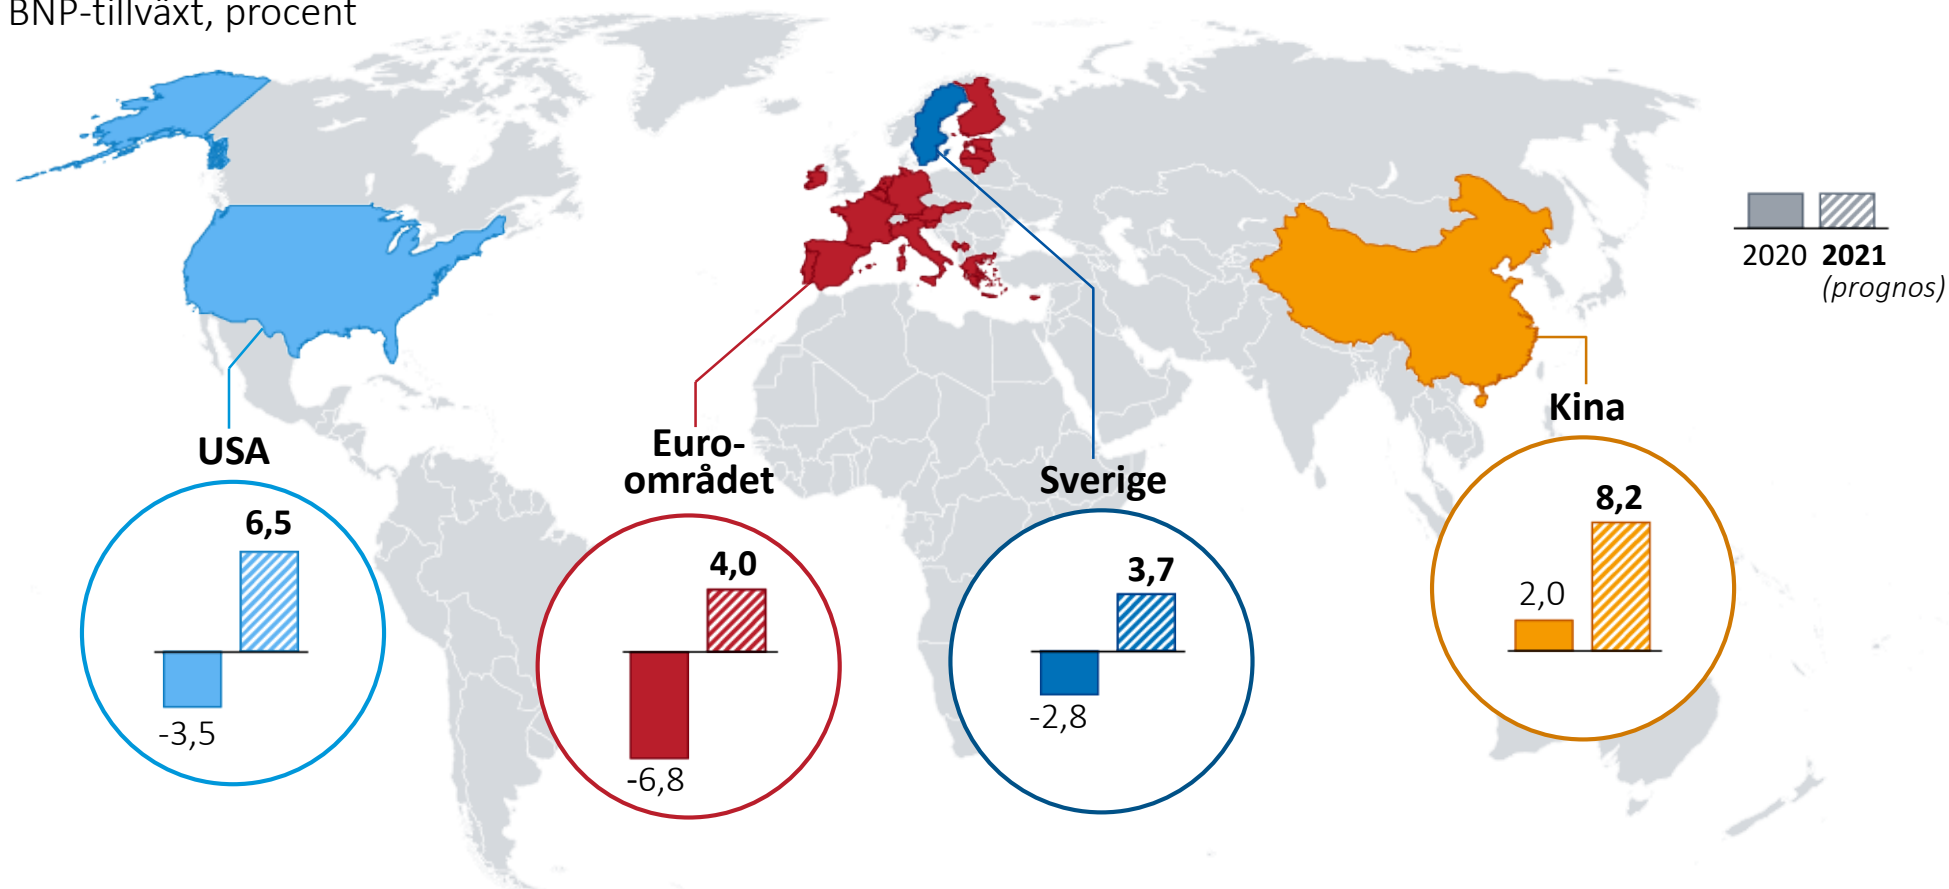 BNP-tillväxt, procent
2020 2021
(prognos)
USA
6,5
-3,5
Euro-
området
4,0
-6,8
Sverige
3,7
-2,8
Kina
8,2
2,0